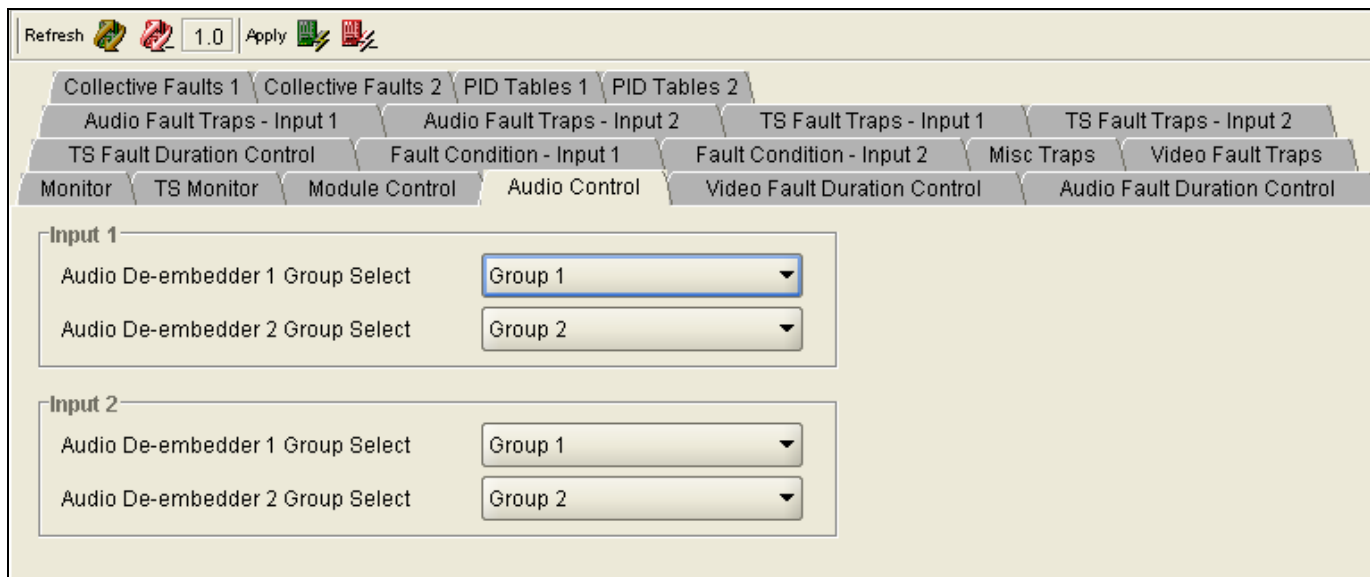 Refresh 1.0 Apply
Collective Faults 1 Collective Faults 2 PID Tables 1 PID Tables 2
Audio Fault Traps - Input 1 Audio Fault Traps - Input 2 TS Fault Traps - Input 1 TS Fault Traps - Input 2
TS Fault Duration Control Fault Condition - Input 1 Fault Condition - Input 2 Misc Traps Video Fault Traps
Monitor TS Monitor Module Control Audio Control Video Fault Duration Control Audio Fault Duration Control
Input 1
Audio De-embedder 1 Group Select Group 1
Audio De-embedder 2 Group Select Group 2
Input 2
Audio De-embedder 1 Group Select Group 1
Audio De-embedder 2 Group Select Group 2